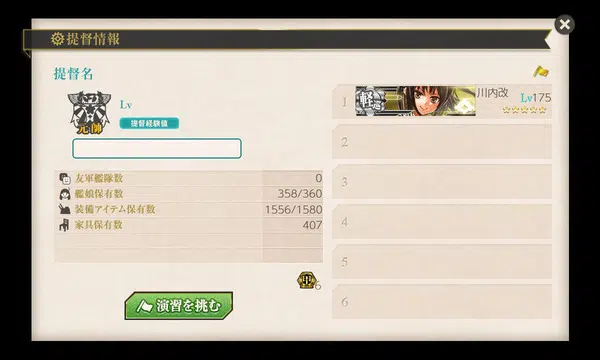 提督情報
提督名
元帥
Lv
提督経験値
友軍艦隊数 0
艦娘保有数 358/360
装備アイテム保有数 1556/1580
家具保有数 407
6
演習を挑む
1 軽巡 川内改 Lv175
2
3
4
5
6